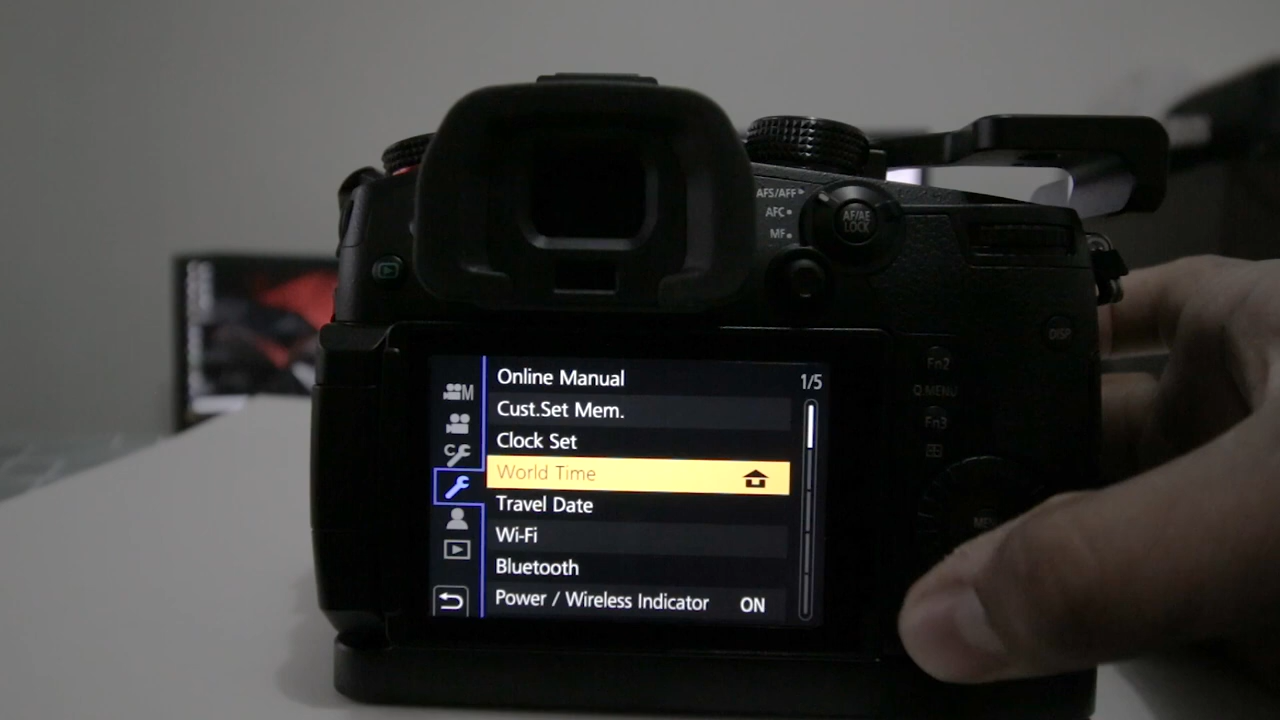 AFS/AFF
AFC
MF
AF/AE
LOCK
DISP
Fn2
Q MENU
Fn3
M
Online Manual
1/5
Cust.Set Mem.
Clock Set
C
World Time
Travel Date
Wi-Fi
Bluetooth
Power / Wireless Indicator ON